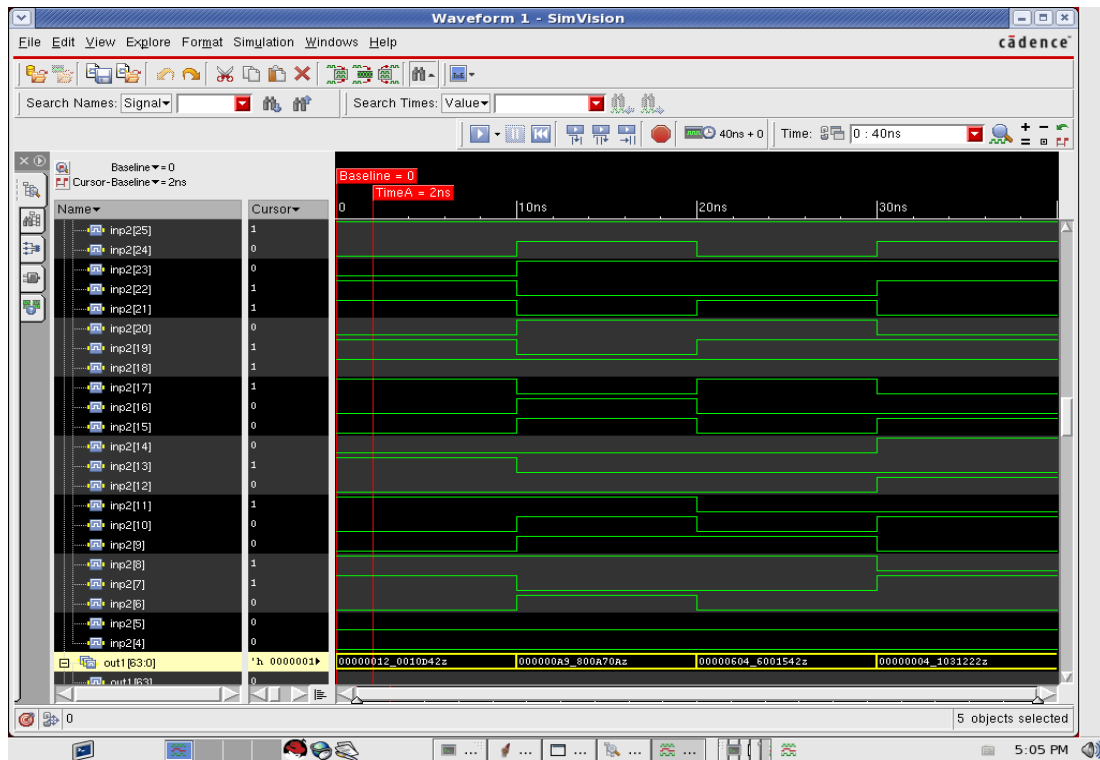 Waveform 1 - SimVision
File Edit View Explore Format Simulation Windows Help
cādence
Search Names: Signal
Search Times: Value
40ns + 0 Time: 0 : 40ns
Baseline = 0
Cursor-Baseline = 2ns
Baseline = 0
TimeA = 2ns
Name Cursor 0 10ns 20ns 30ns
inp2[25] 1
inp2[24] 0
inp2[23] 0
inp2[22] 1
inp2[21] 1
inp2[20] 0
inp2[19] 1
inp2[18] 1
inp2[17] 1
inp2[16] 0
inp2[15] 0
inp2[14] 0
inp2[13] 1
inp2[12] 0
inp2[11] 1
inp2[10] 0
inp2[9] 0
inp2[8] 1
inp2[7] 1
inp2[6] 0
inp2[5] 0
inp2[4] 0
out1[63:0] 'h 0000001 00000012_0010D42z 000000A9_800A70Az 00000604_6001542z 00000004_1031222z
out1[63] 0
0 5 objects selected
... ... ... ... ... 5:05 PM